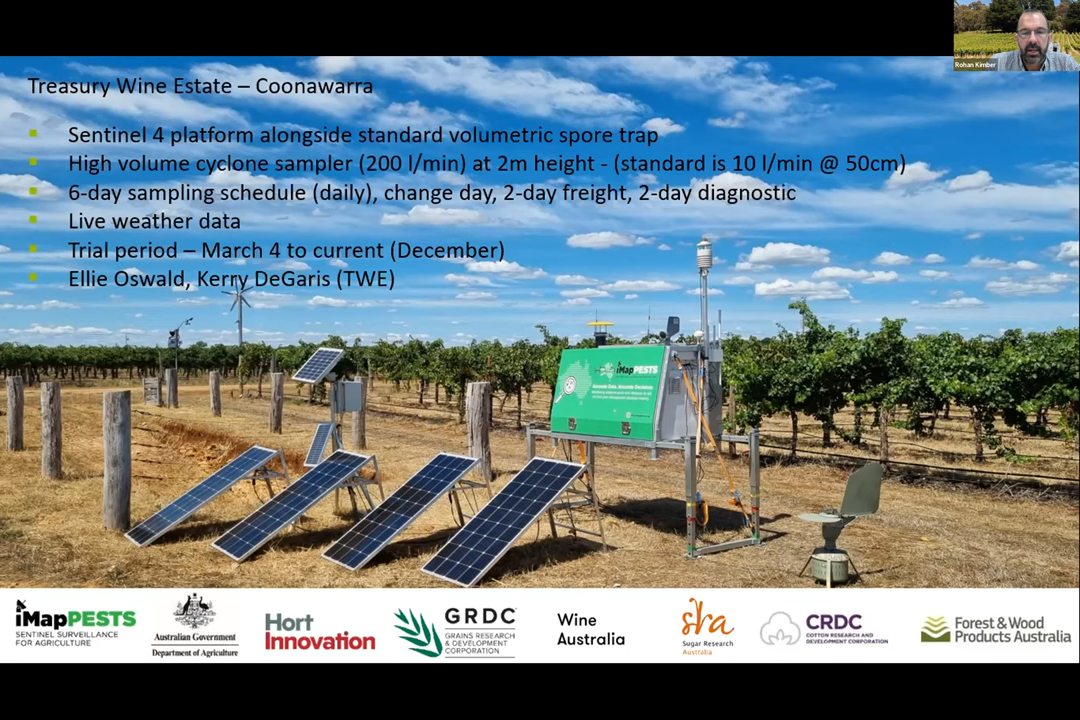 Rohan Kimber
Treasury Wine Estate – Coonawarra
Sentinel 4 platform alongside standard volumetric spore trap
High volume cyclone sampler (200 l/min) at 2m height - (standard is 10 l/min @ 50cm)
6-day sampling schedule (daily), change day, 2-day freight, 2-day diagnostic
Live weather data
Trial period – March 4 to current (December)
Ellie Oswald, Kerry DeGaris (TWE)
iMapPESTS
iMapPESTS
SENTINEL SURVEILLANCE
FOR AGRICULTURE
Australian Government
Department of Agriculture
Hort
Innovation
GRDC
GRAINS RESEARCH
& DEVELOPMENT
CORPORATION
Wine
Australia
sra
Sugar Research
Australia
CRDC
COTTON RESEARCH AND
DEVELOPMENT CORPORATION
Forest & Wood
Products Australia